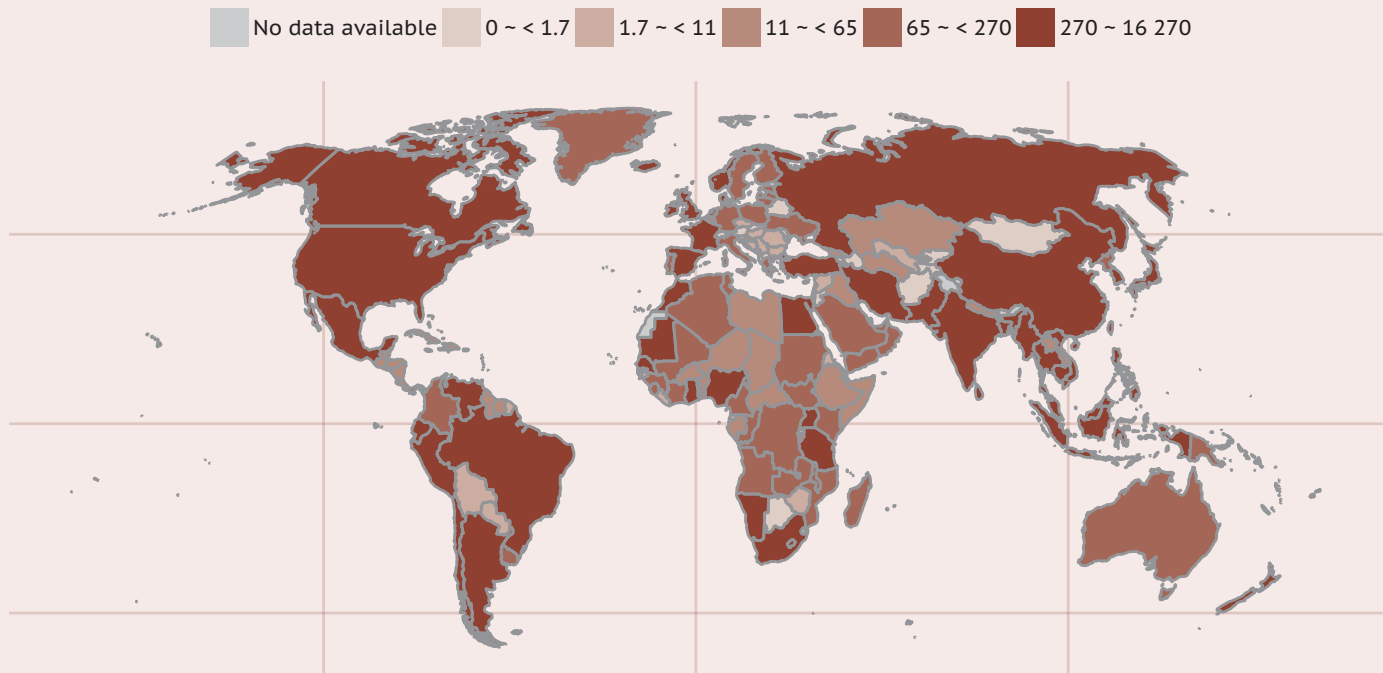 No data available 0 ~ < 1.7 1.7 ~ < 11 11 ~ < 65 65 ~ < 270 270 ~ 16 270